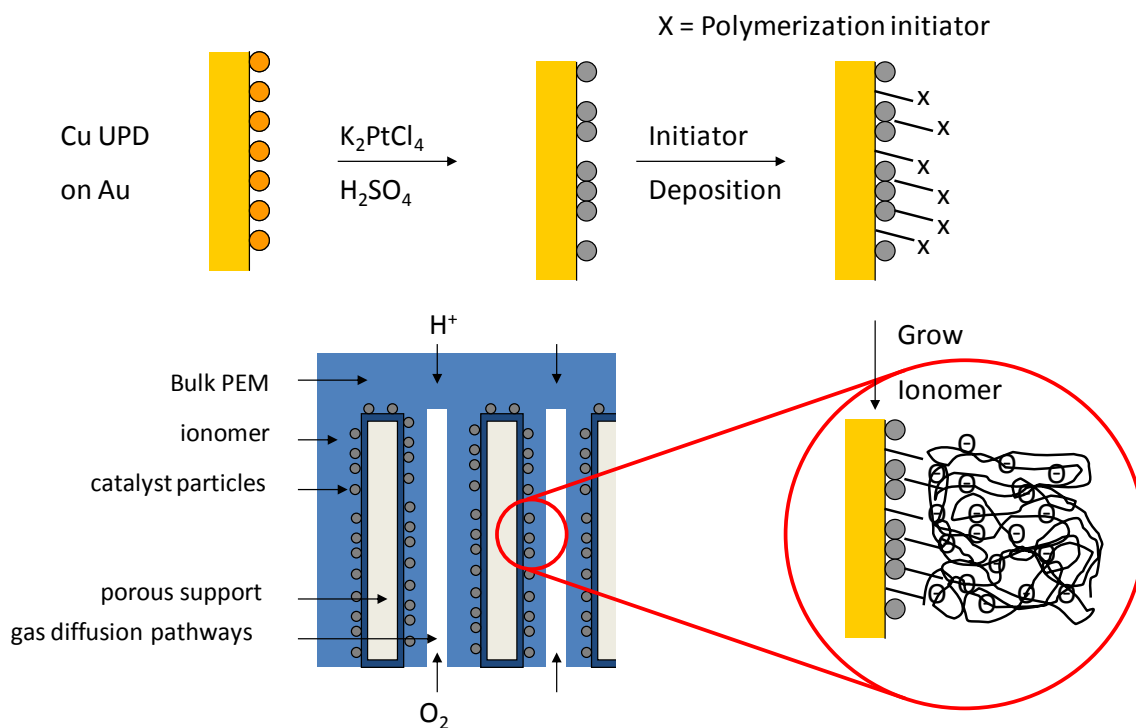 X = Polymerization initiator
Cu UPD
on Au
K₂PtCl₄
H₂SO₄
Initiator
Deposition
X
X
X
X
X
X
X
Grow
Ionomer
H⁺
Bulk PEM
ionomer
catalyst particles
porous support
gas diffusion pathways
O₂